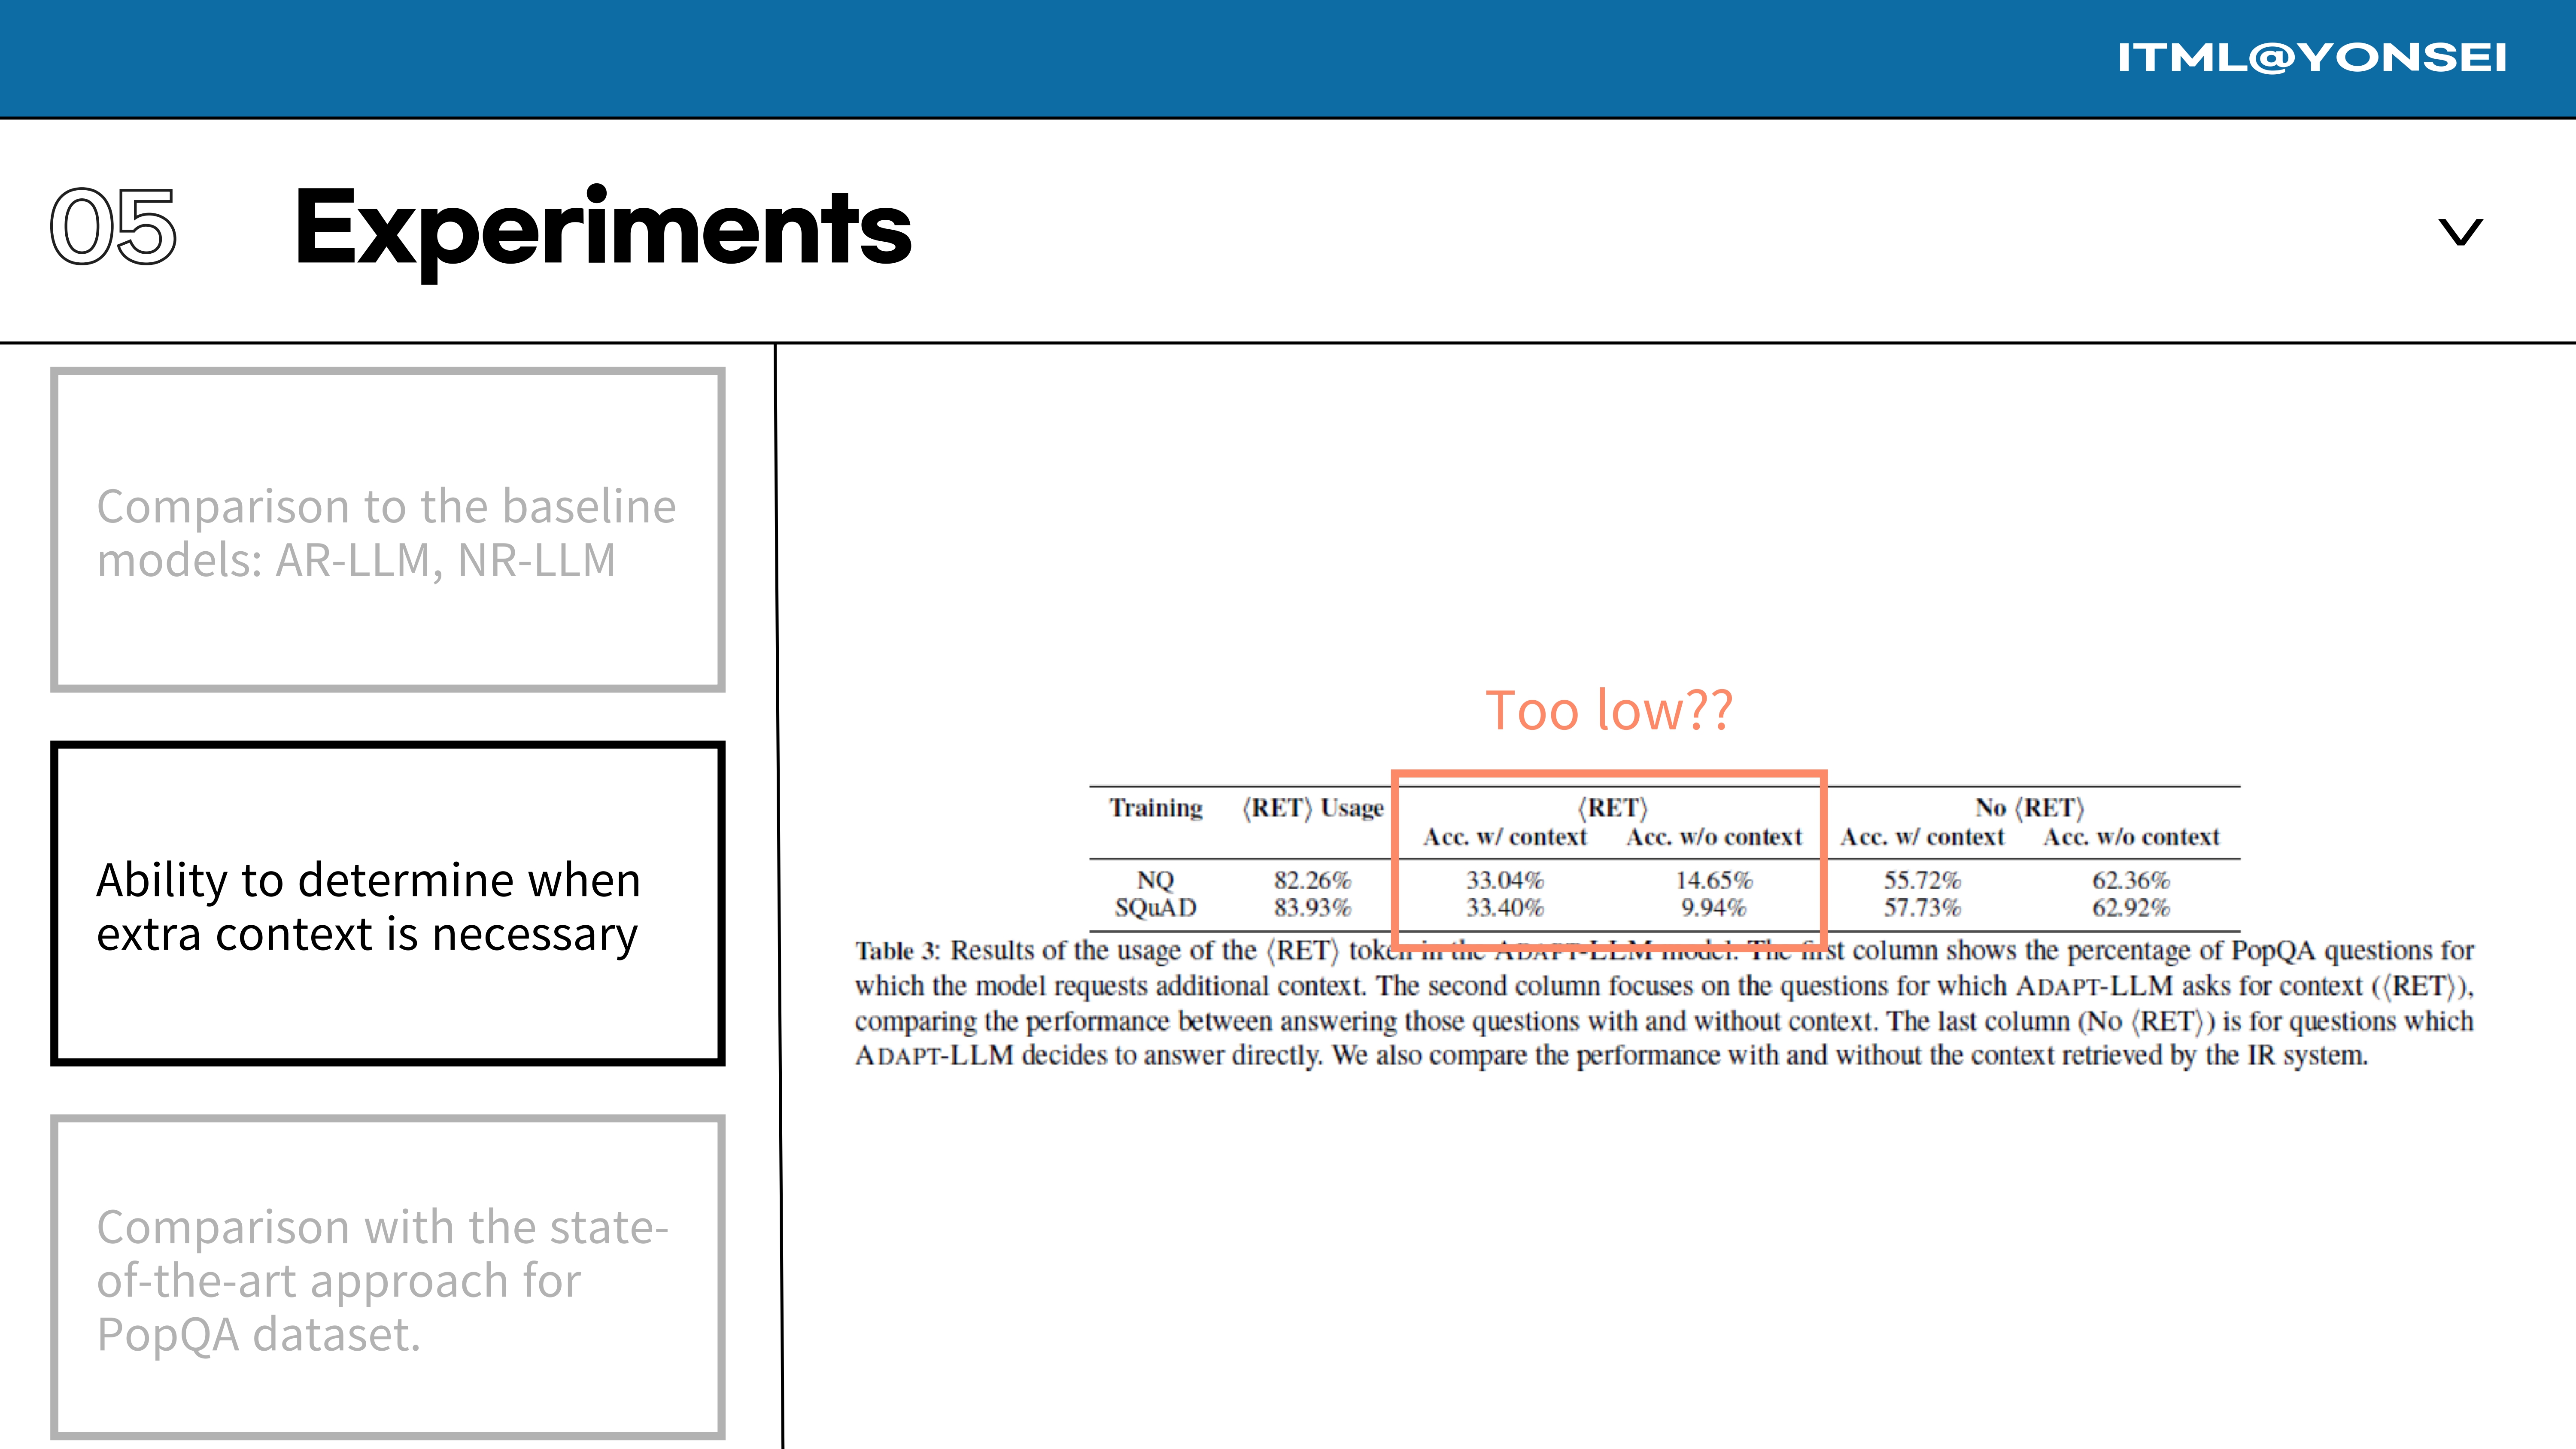 ITML@YONSEI
05 Experiments
Comparison to the baseline
models: AR-LLM, NR-LLM
Ability to determine when
extra context is necessary
Comparison with the state-
of-the-art approach for
PopQA dataset.
Too low??
Training ⟨RET⟩ Usage ⟨RET⟩ No ⟨RET⟩
Acc. w/ context Acc. w/o context Acc. w/ context Acc. w/o context
NQ 82.26% 33.04% 14.65% 55.72% 62.36%
SQuAD 83.93% 33.40% 9.94% 57.73% 62.92%
Table 3: Results of the usage of the ⟨RET⟩ token in the ADAPT-LLM model. The first column shows the percentage of PopQA questions for
which the model requests additional context. The second column focuses on the questions for which ADAPT-LLM asks for context (⟨RET⟩),
comparing the performance between answering those questions with and without context. The last column (No ⟨RET⟩) is for questions which
ADAPT-LLM decides to answer directly. We also compare the performance with and without the context retrieved by the IR system.